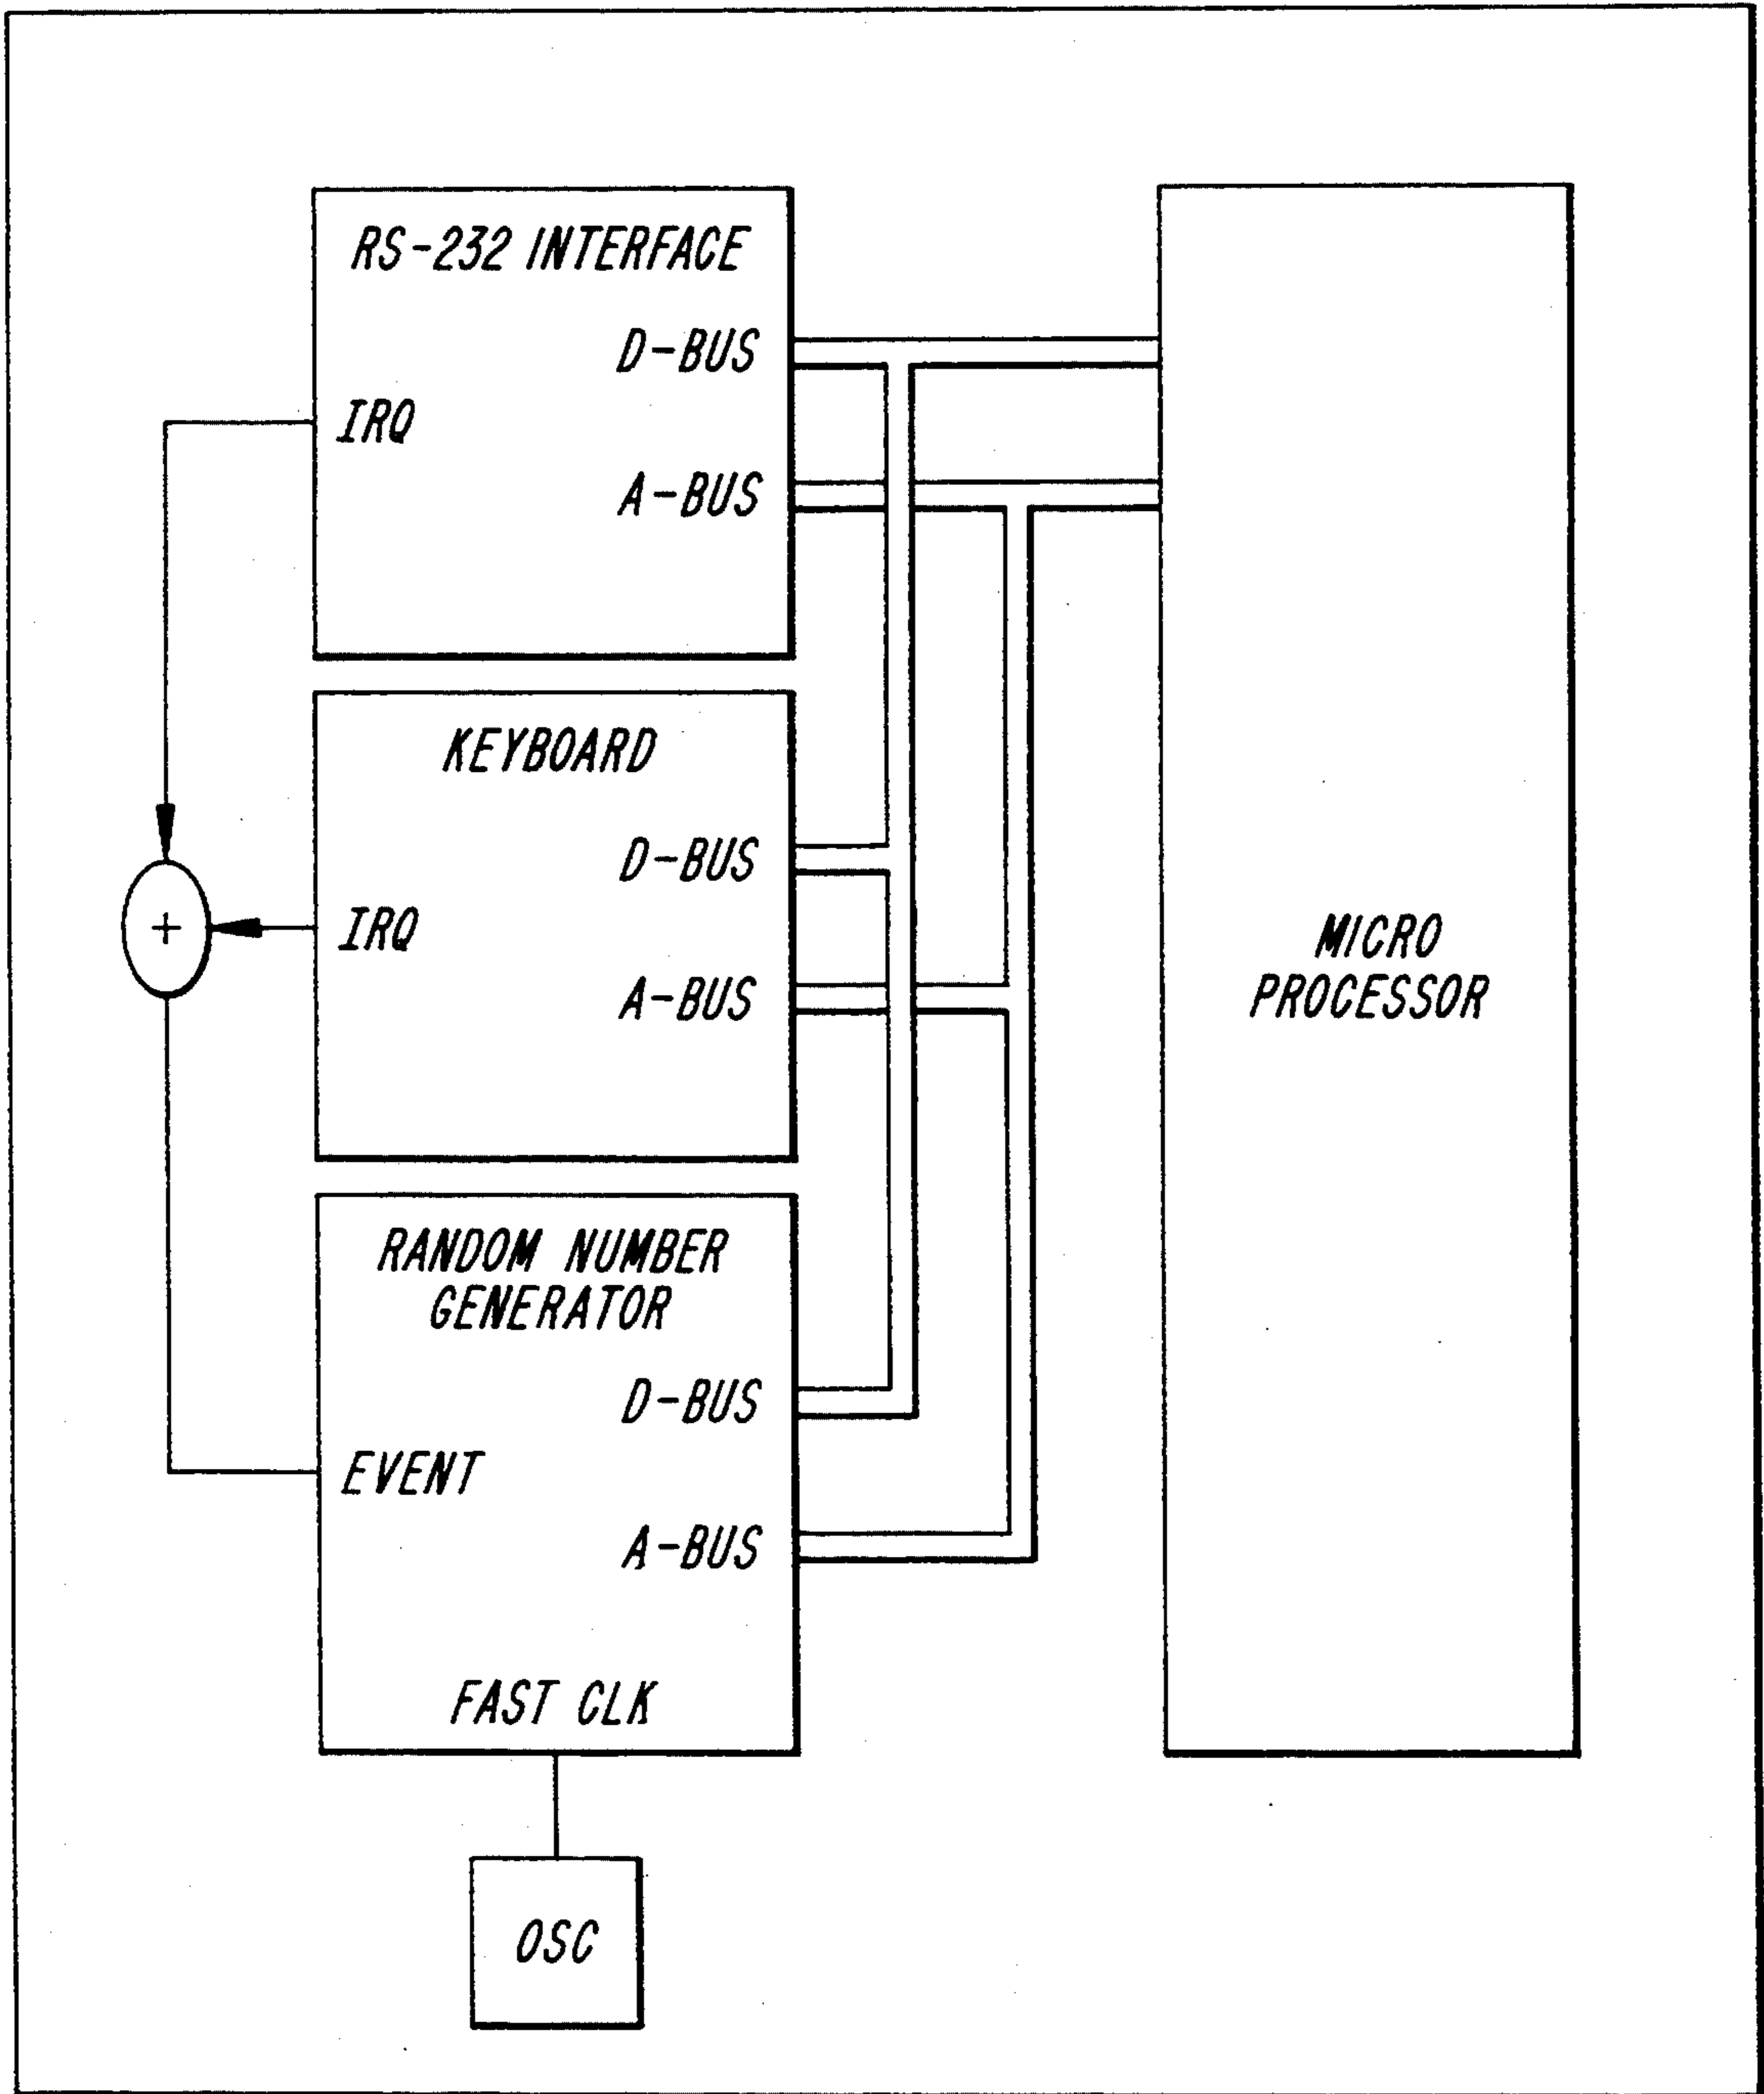 RS-232 INTERFACE
D-BUS
IRQ
A-BUS
KEYBOARD
D-BUS
IRQ
A-BUS
+
MICRO
PROCESSOR
RANDOM NUMBER
GENERATOR
D-BUS
EVENT
A-BUS
FAST CLK
OSC